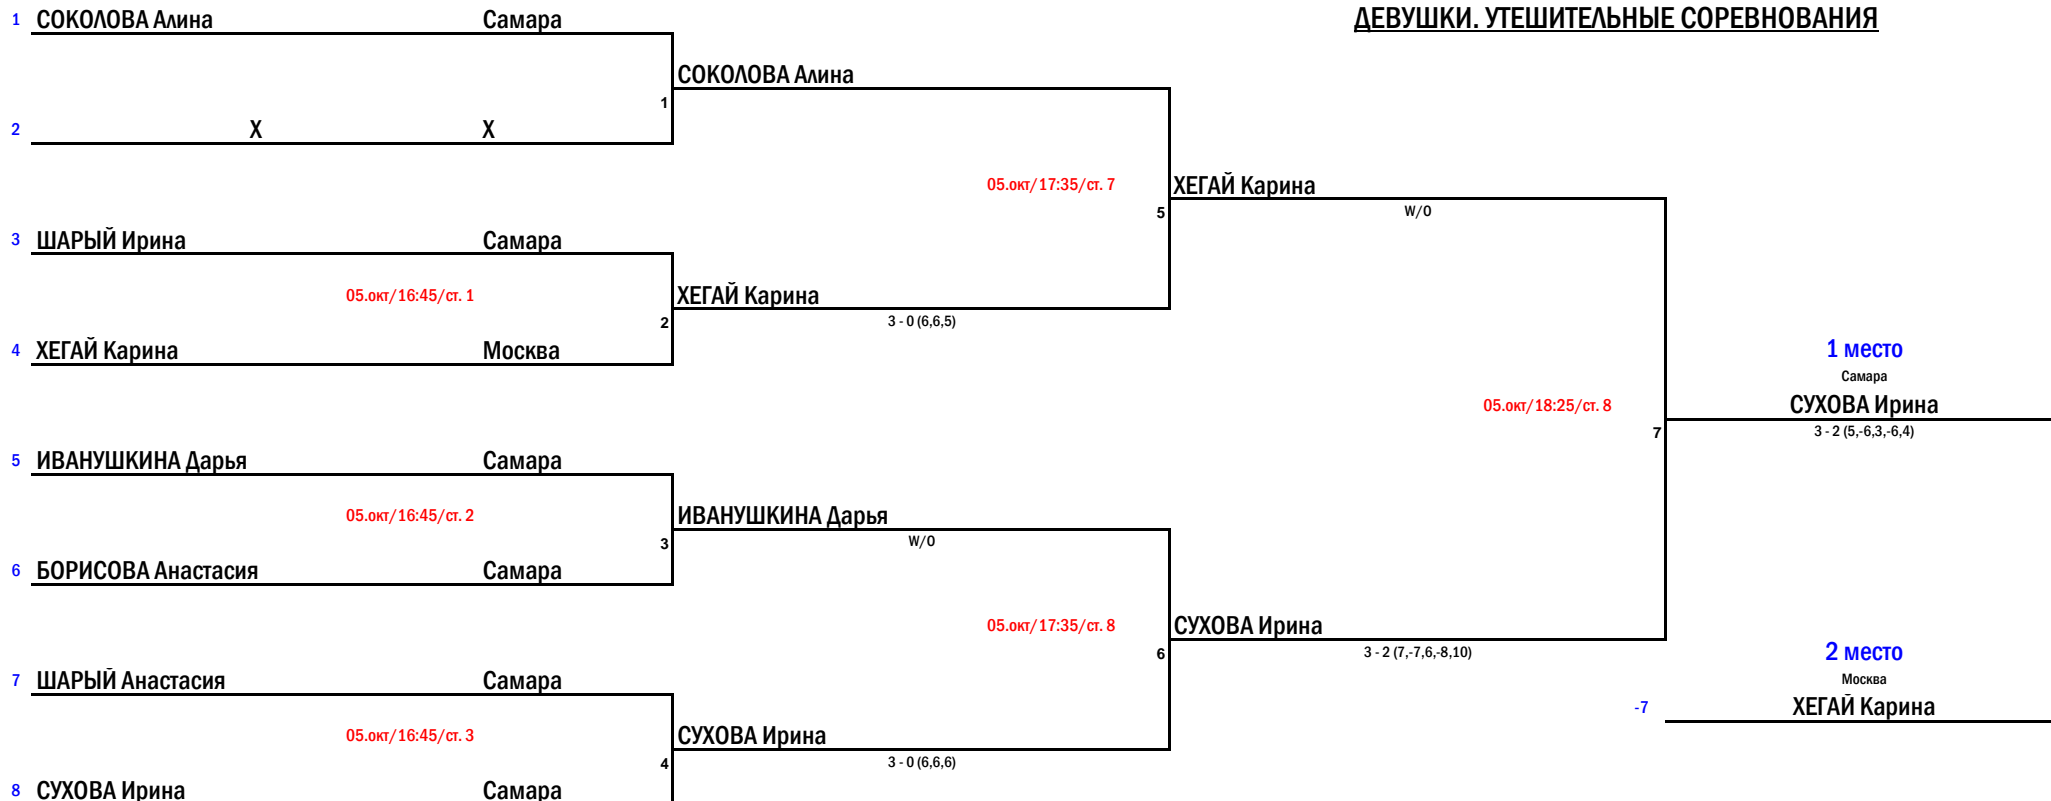 ДЕВУШКИ. УТЕШИТЕЛЬНЫЕ СОРЕВНОВАНИЯ
1 СОКОЛОВА Алина Самара
СОКОЛОВА Алина
1
2 Х Х
05.окт/17:35/ст. 7
ХЕГАЙ Карина
5
W/O
3 ШАРЫЙ Ирина Самара
05.окт/16:45/ст. 1
ХЕГАЙ Карина
2
3 - 0 (6,6,5)
4 ХЕГАЙ Карина Москва
1 место
Самара
05.окт/18:25/ст. 8
СУХОВА Ирина
7
3 - 2 (5,-6,3,-6,4)
5 ИВАНУШКИНА Дарья Самара
05.окт/16:45/ст. 2
ИВАНУШКИНА Дарья
3
W/O
6 БОРИСОВА Анастасия Самара
05.окт/17:35/ст. 8
СУХОВА Ирина
6
3 - 2 (7,-7,6,-8,10)
2 место
Москва
7 ШАРЫЙ Анастасия Самара
-7 ХЕГАЙ Карина
05.окт/16:45/ст. 3
СУХОВА Ирина
4
3 - 0 (6,6,6)
8 СУХОВА Ирина Самара